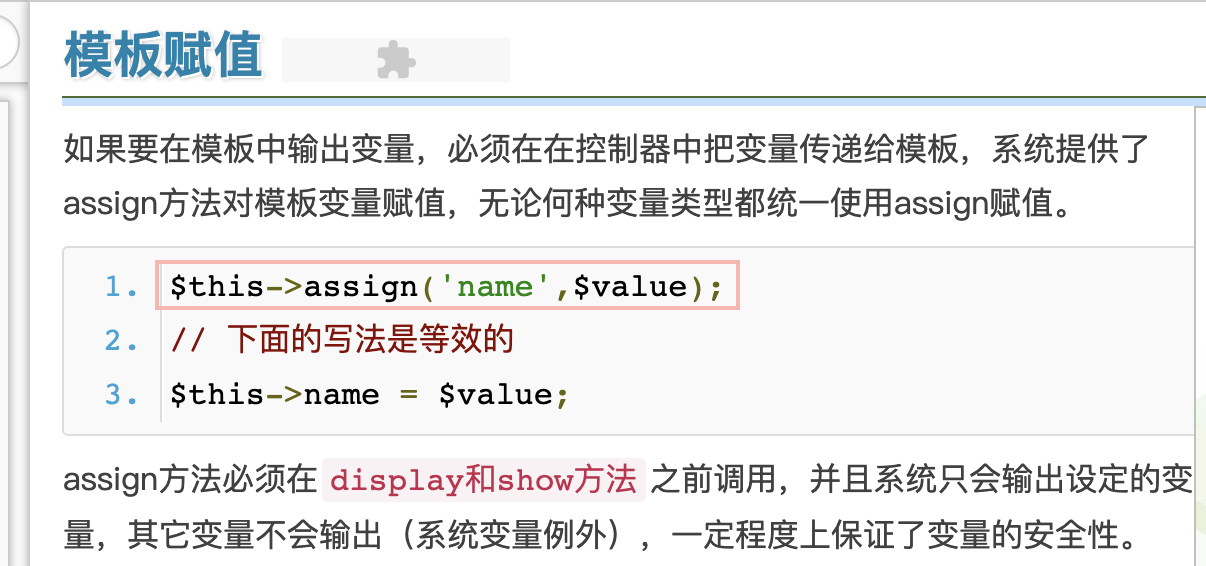 模板赋值
如果要在模板中输出变量，必须在在控制器中把变量传递给模板，系统提供了
assign方法对模板变量赋值，无论何种变量类型都统一使用assign赋值。
1. $this->assign('name',$value);
2. // 下面的写法是等效的
3. $this->name = $value;
assign方法必须在 display和show方法 之前调用，并且系统只会输出设定的变
量，其它变量不会输出（系统变量例外），一定程度上保证了变量的安全性。